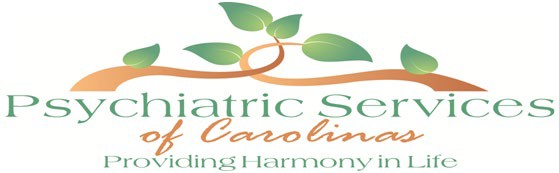 Psychiatric Services
of Carolinas
Providing Harmony in Life